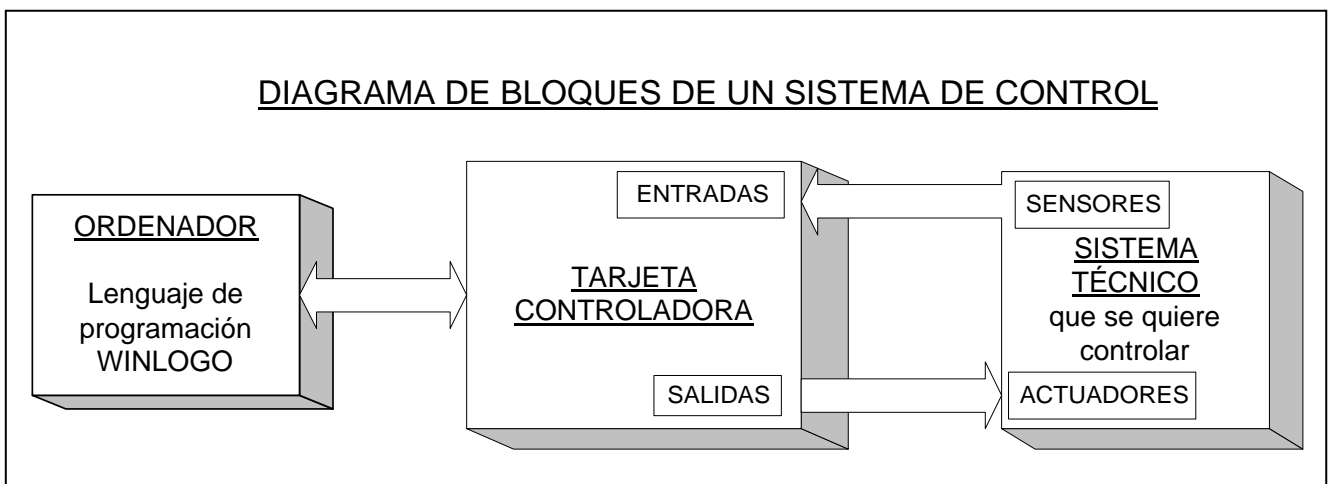 DIAGRAMA DE BLOQUES DE UN SISTEMA DE CONTROL
ORDENADOR
Lenguaje de
programación
WINLOGO
ENTRADAS
TARJETA
CONTROLADORA
SALIDAS
SENSORES
SISTEMA
TÉCNICO
que se quiere
controlar
ACTUADORES